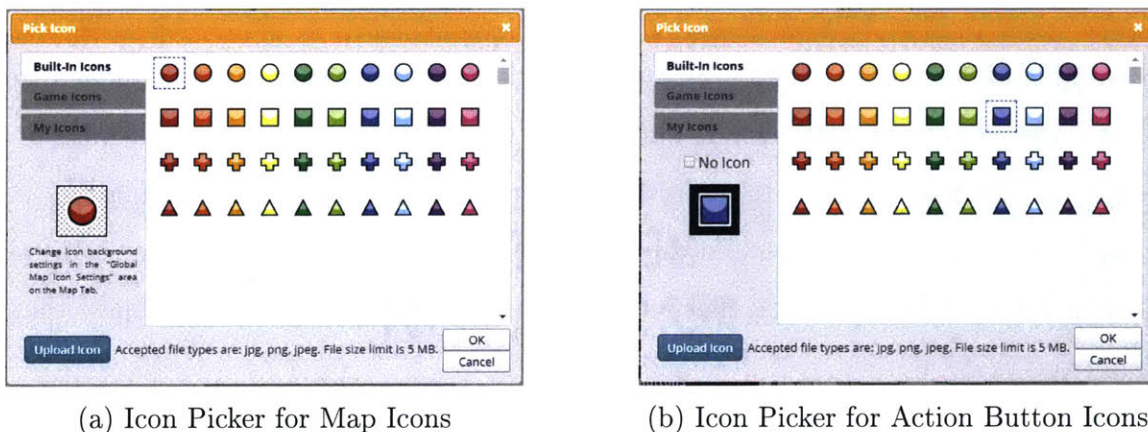 Pick Icon
Built-In Icons
Game Icons
My Icons
Change icon background
settings in the "Global
Map Icon Settings" area
on the Map Tab.
Upload Icon
Accepted file types are: jpg, png, jpeg. File size limit is 5 MB.
OK
Cancel
(a) Icon Picker for Map Icons
Pick Icon
Built-In Icons
Game Icons
My Icons
No Icon
Upload Icon
Accepted file types are: jpg, png, jpeg. File size limit is 5 MB.
OK
Cancel
(b) Icon Picker for Action Button Icons